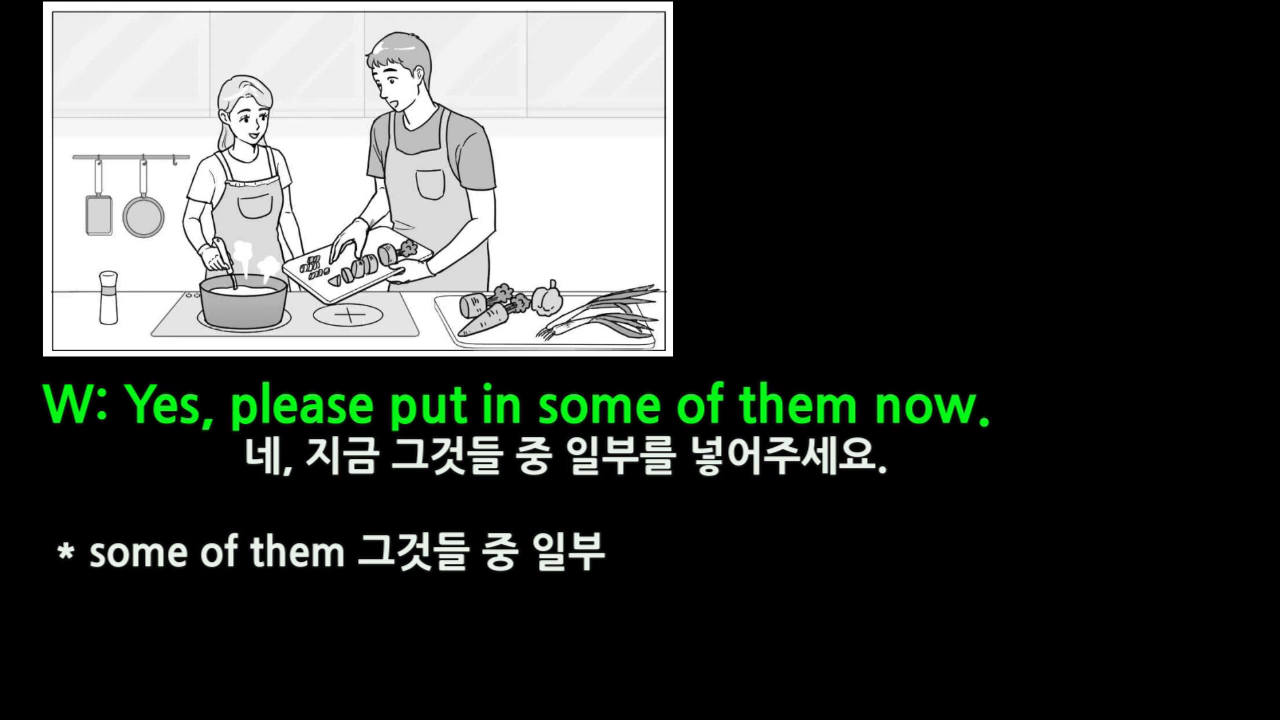 W: Yes, please put in some of them now.
네, 지금 그것들 중 일부를 넣어주세요.
* some of them 그것들 중 일부